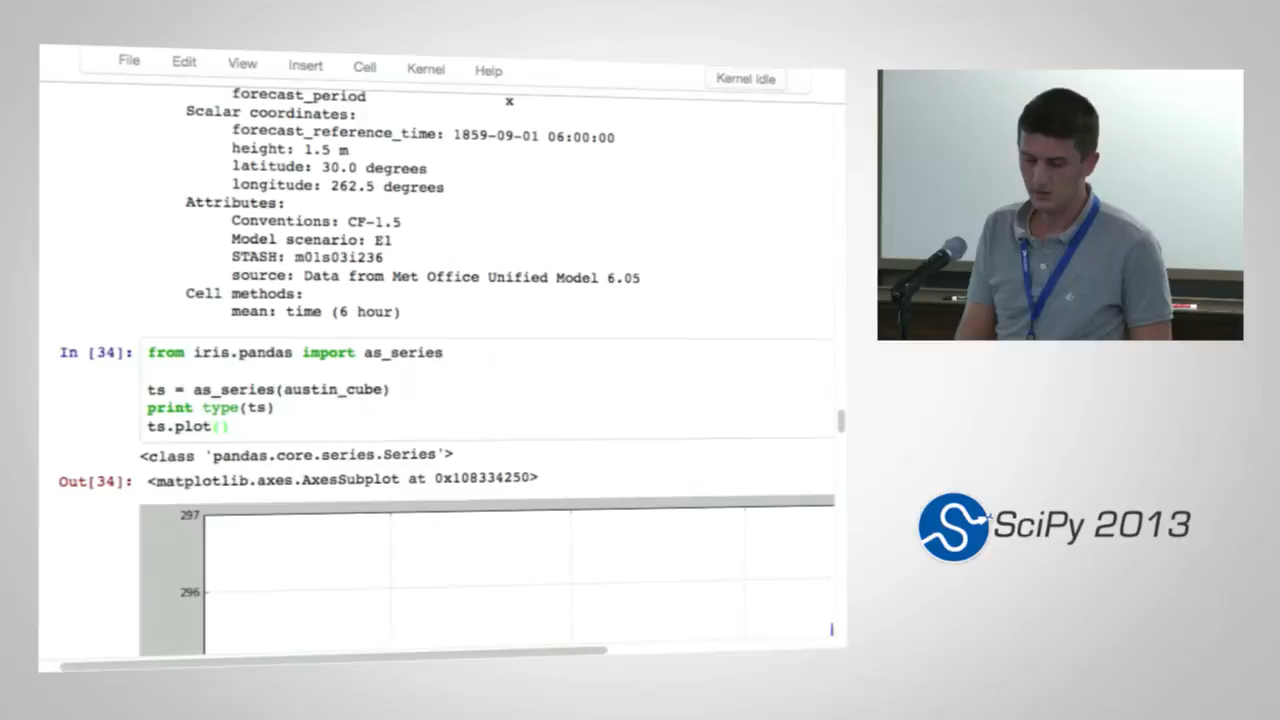 File Edit View Insert Cell Kernel Help
Kernel Idle
forecast_period x
Scalar coordinates:
forecast_reference_time: 1859-09-01 06:00:00
height: 1.5 m
latitude: 30.0 degrees
longitude: 262.5 degrees
Attributes:
Conventions: CF-1.5
Model scenario: E1
STASH: m01s03i236
source: Data from Met Office Unified Model 6.05
Cell methods:
mean: time (6 hour)
In [34]: from iris.pandas import as_series
ts = as_series(austin_cube)
print type(ts)
ts.plot()
<class 'pandas.core.series.Series'>
Out[34]: <matplotlib.axes.AxesSubplot at 0x108334250>
297
296
SciPy 2013